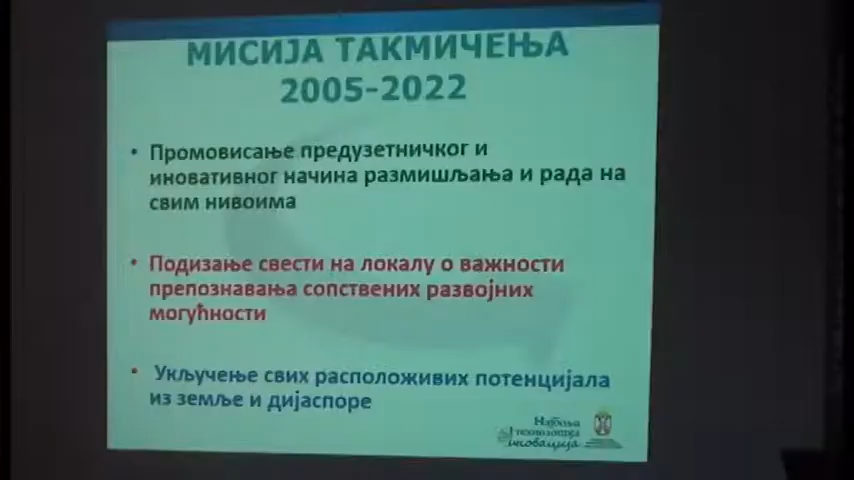 МИСИЈА ТАКМИЧЕЊА
2005-2022
• Промовисање предузетничког и
иновативног начина размишљања и рада на
свим нивоима
• Подизање свести на локалу о важности
препознавања сопствених развојних
могућности
• Укључење свих расположивих потенцијала
из земље и дијаспоре
Најбоља
технолошка
иновација